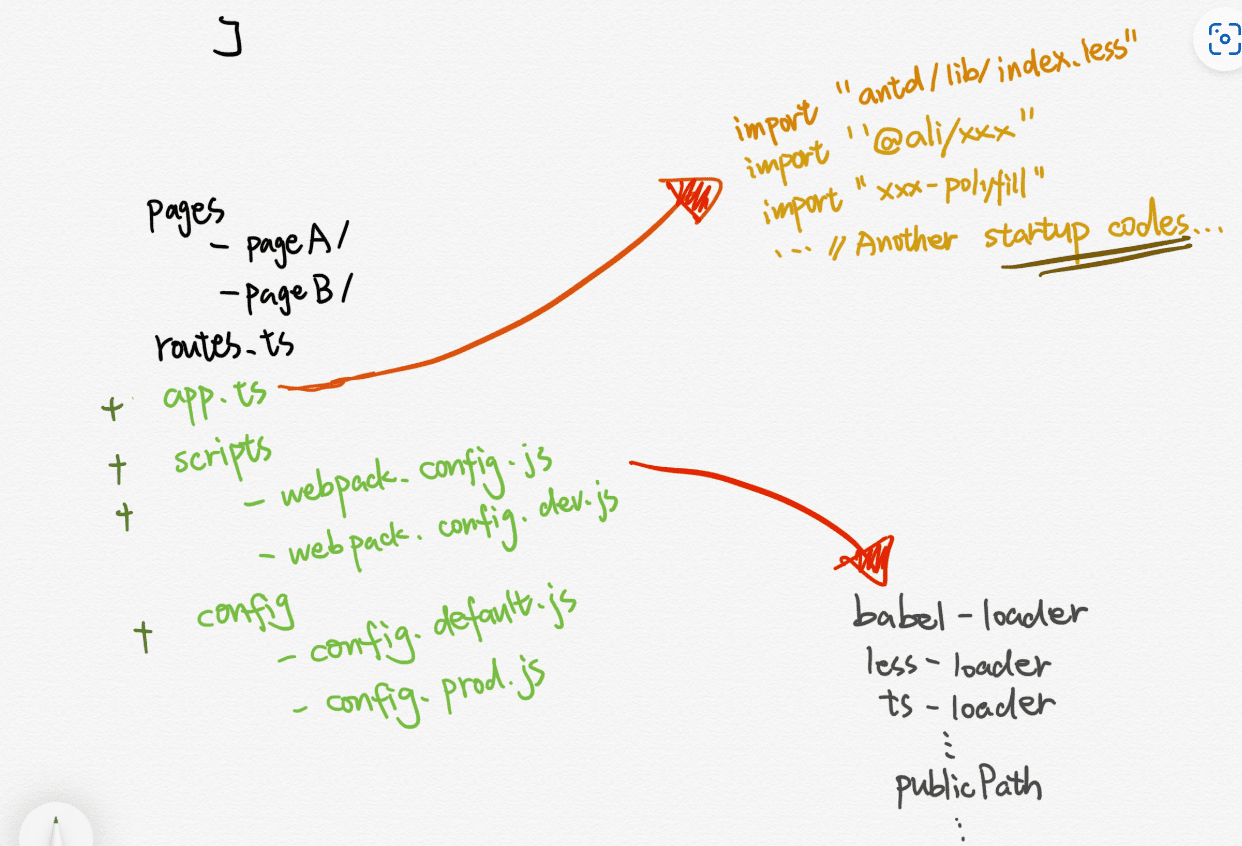 ]
pages
- pageA/
- pageB/
routes.ts
+ app.ts
+ scripts
+ - webpack.config.js
- webpack.config.dev.js
+ config
- config.default.js
- config.prod.js
import "antd/lib/index.less"
import "@ali/xxx"
import "xxx-polyfill"
... // Another startup codes...
babel-loader
less-loader
ts-loader
...
publicPath
...